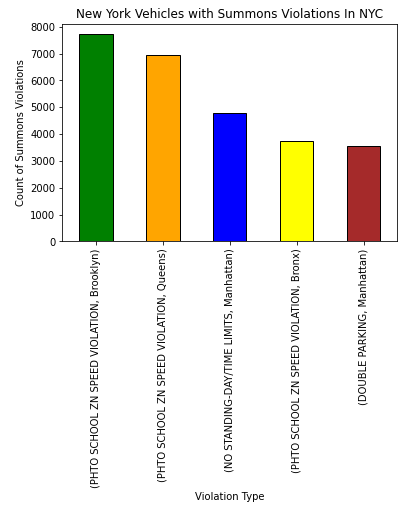 New York Vehicles with Summons Violations In NYC
Count of Summons Violations
8000
7000
6000
5000
4000
3000
2000
1000
0
(PHTO SCHOOL ZN SPEED VIOLATION, Brooklyn)
(PHTO SCHOOL ZN SPEED VIOLATION, Queens)
(NO STANDING-DAY/TIME LIMITS, Manhattan)
(PHTO SCHOOL ZN SPEED VIOLATION, Bronx)
(DOUBLE PARKING, Manhattan)
Violation Type